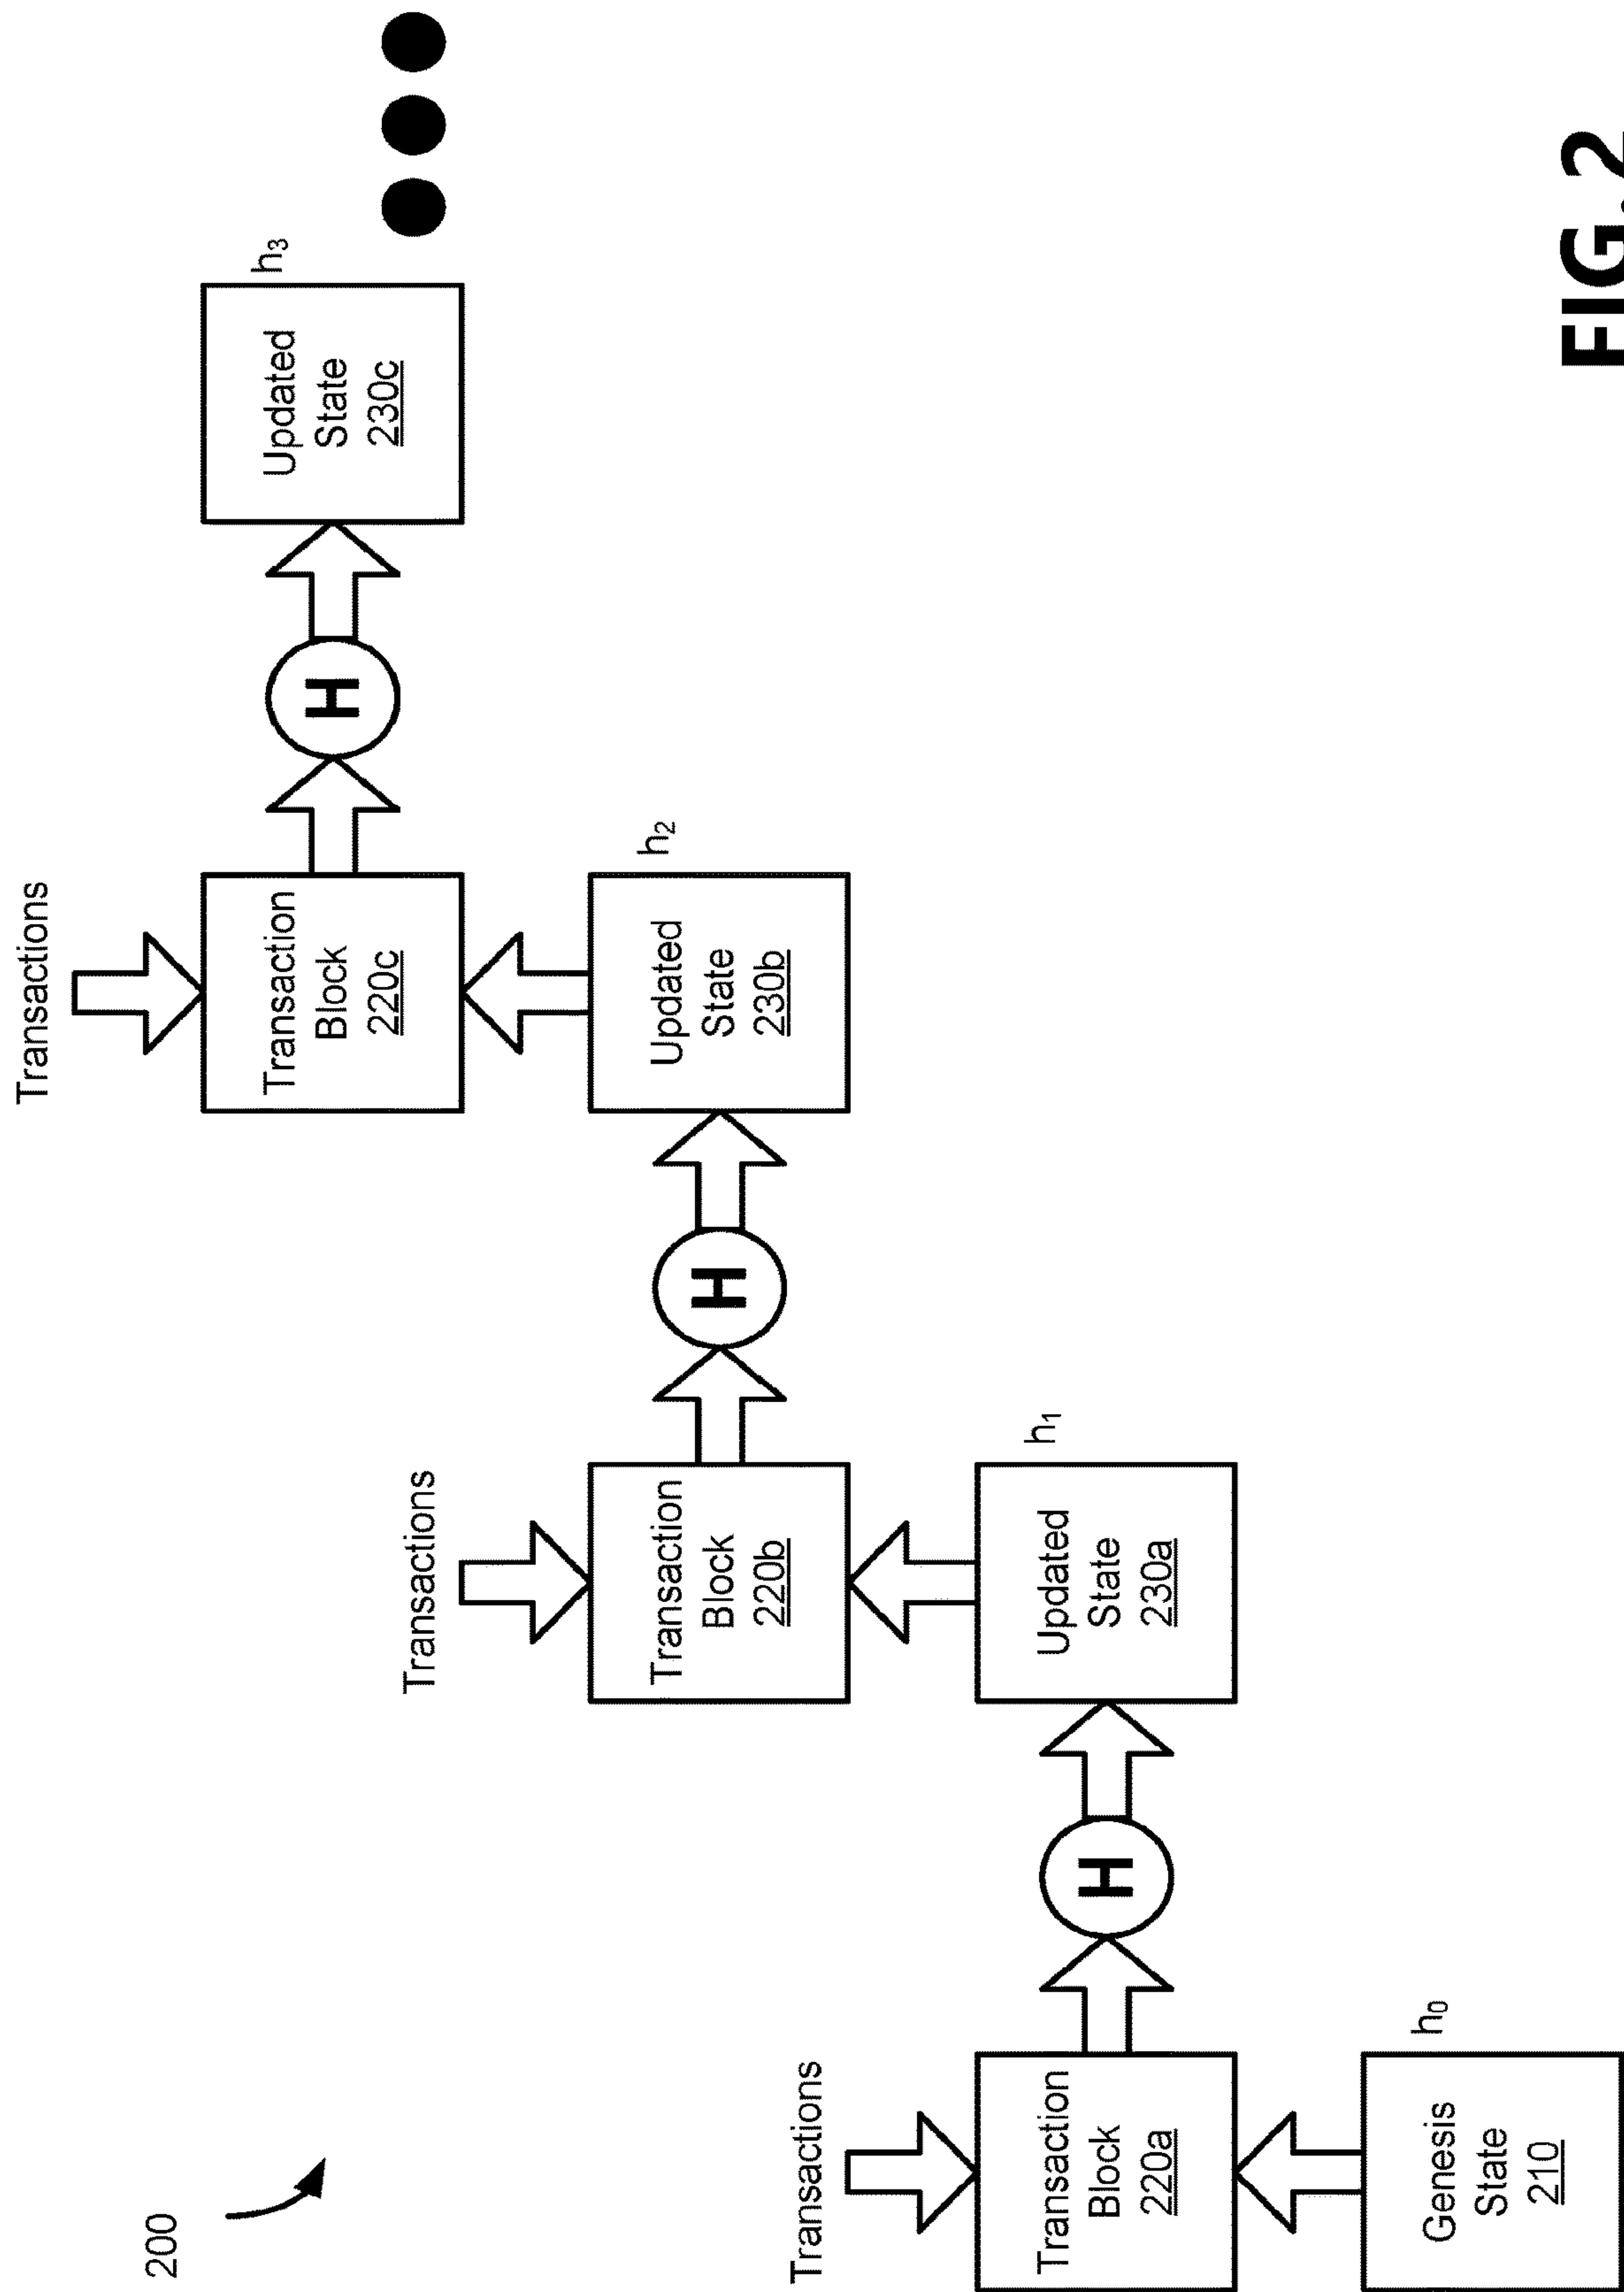 200
Transactions
Transactions
Transactions
Transaction
Block
220c
H
Updated
State
230c
h₃
Transaction
Block
220b
H
Updated
State
230b
h₂
Transaction
Block
220a
H
Updated
State
230a
h₁
Genesis
State
210
h₀
FIG. 2